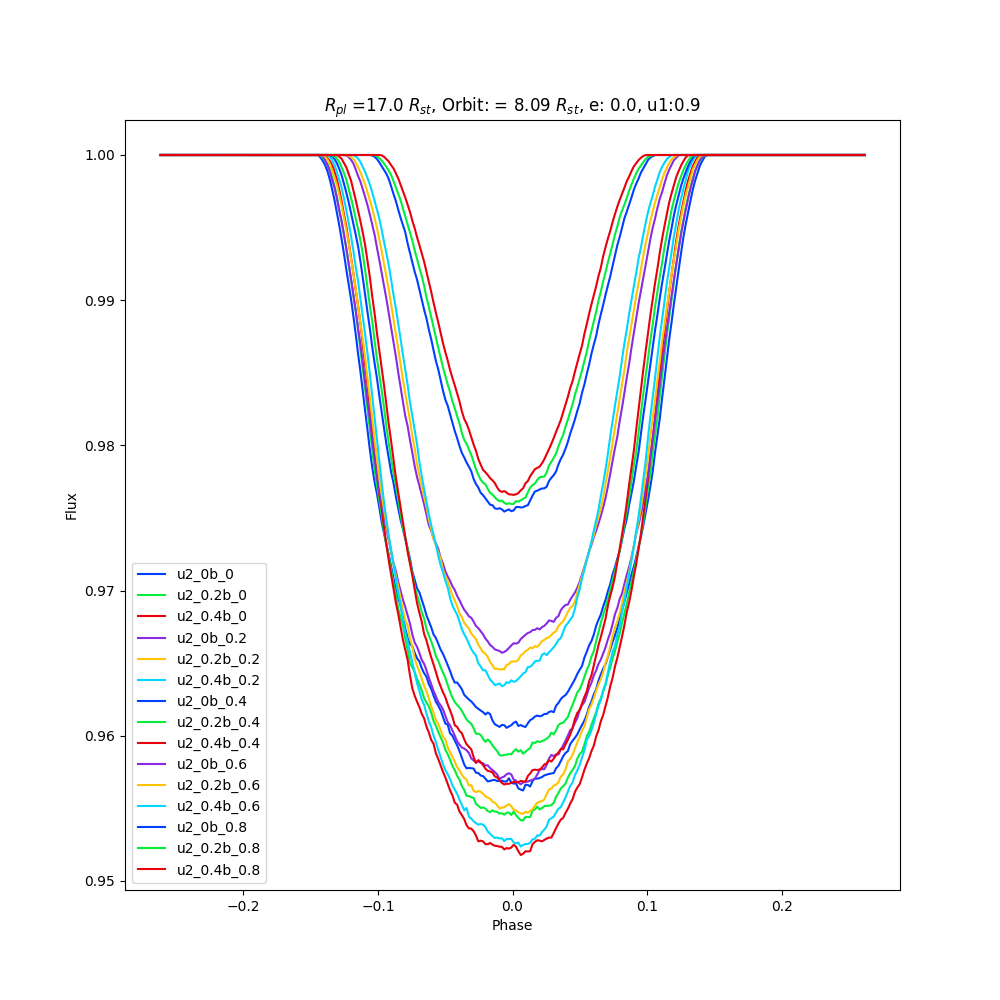 R_pl =17.0 R_st, Orbit: = 8.09 R_st, e: 0.0, u1:0.9
1.00
0.99
0.98
0.97
0.96
0.95
Flux
u2_0b_0
u2_0.2b_0
u2_0.4b_0
u2_0b_0.2
u2_0.2b_0.2
u2_0.4b_0.2
u2_0b_0.4
u2_0.2b_0.4
u2_0.4b_0.4
u2_0b_0.6
u2_0.2b_0.6
u2_0.4b_0.6
u2_0b_0.8
u2_0.2b_0.8
u2_0.4b_0.8
−0.2 −0.1 0.0 0.1 0.2
Phase